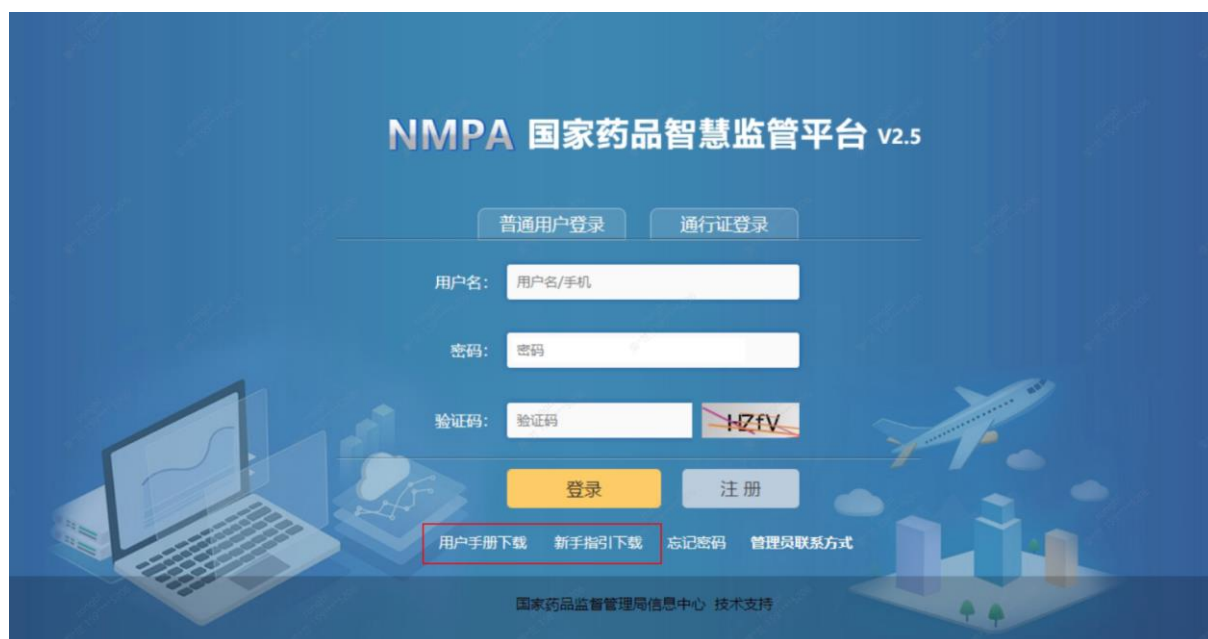 NMPA 国家药品智慧监管平台 V2.5
普通用户登录 通行证登录
用户名： 用户名/手机
密码： 密码
验证码： 验证码 HZfV
登录 注册
用户手册下载 新手指引下载 忘记密码 管理员联系方式
国家药品监督管理局信息中心 技术支持